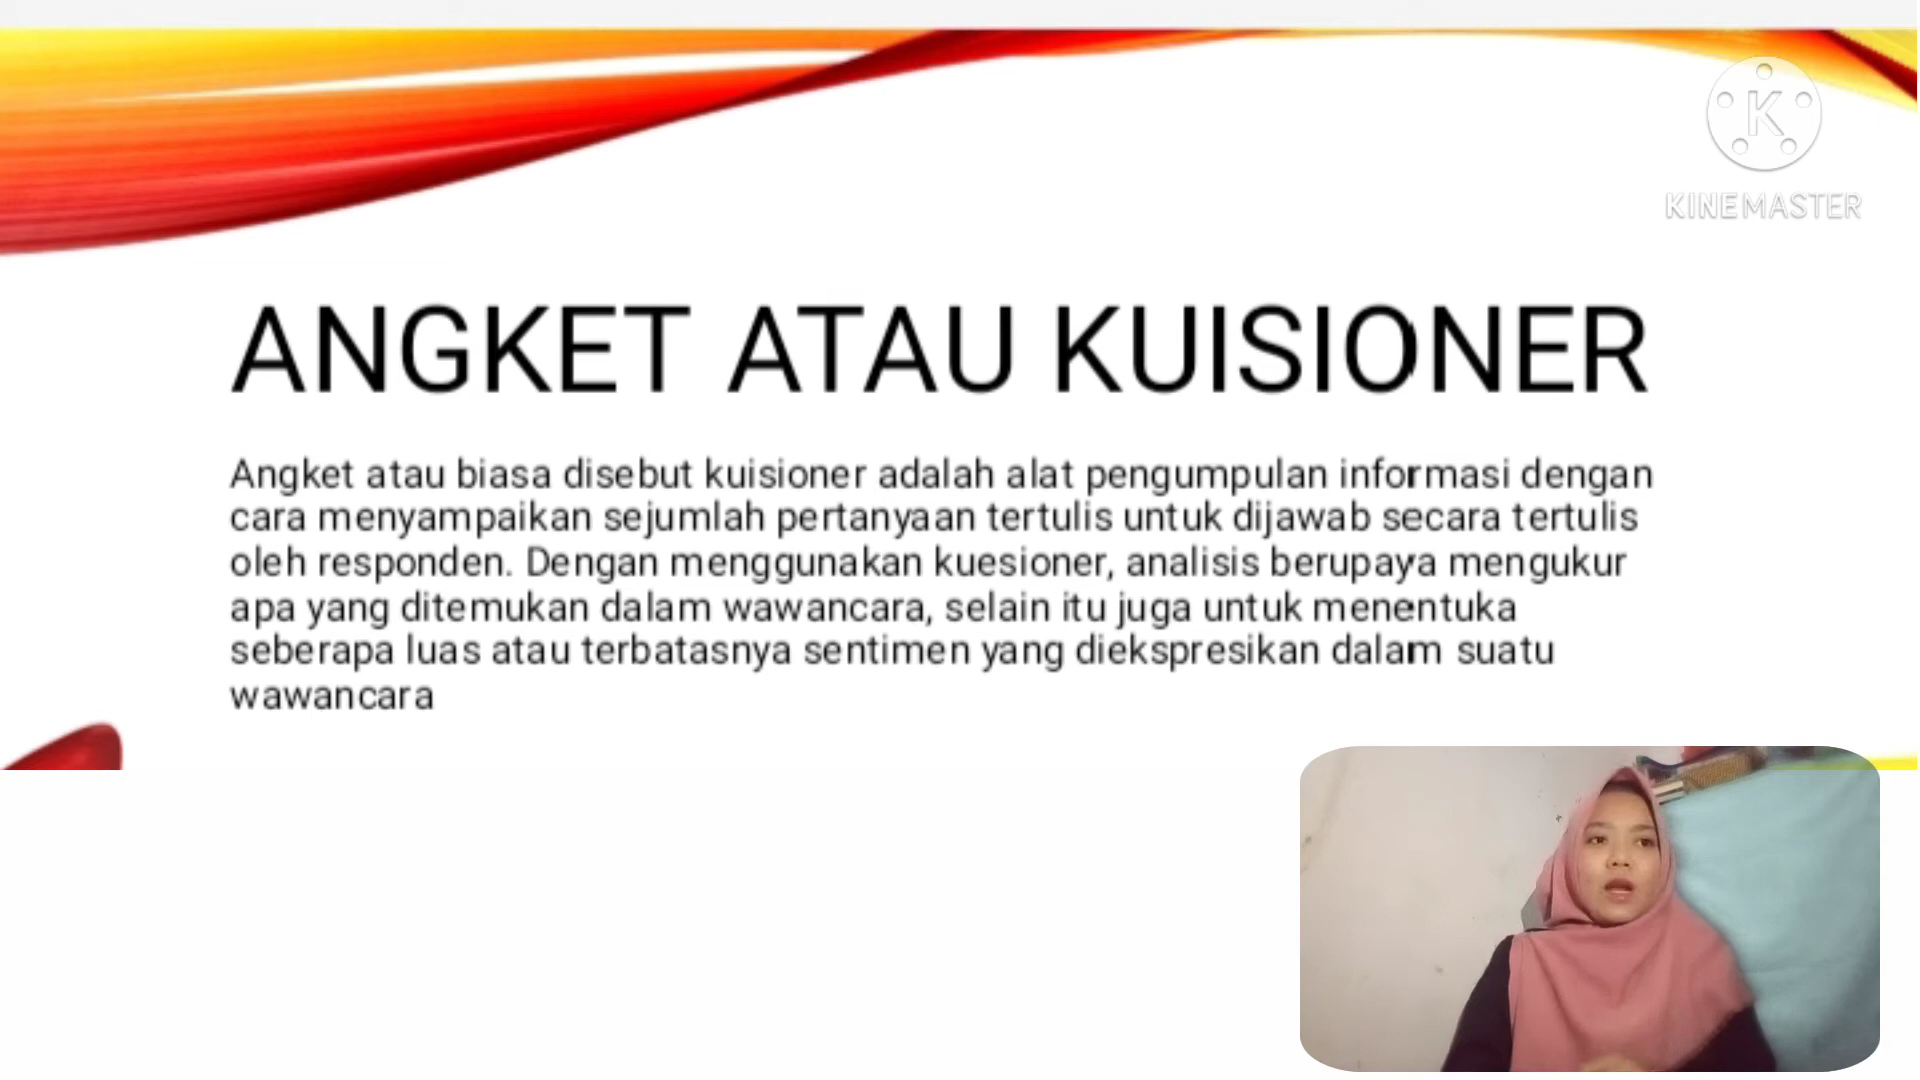 K
KINEMASTER
ANGKET ATAU KUISIONER
Angket atau biasa disebut kuisioner adalah alat pengumpulan informasi dengan
cara menyampaikan sejumlah pertanyaan tertulis untuk dijawab secara tertulis
oleh responden. Dengan menggunakan kuesioner, analisis berupaya mengukur
apa yang ditemukan dalam wawancara, selain itu juga untuk menentuka
seberapa luas atau terbatasnya sentimen yang diekspresikan dalam suatu
wawancara